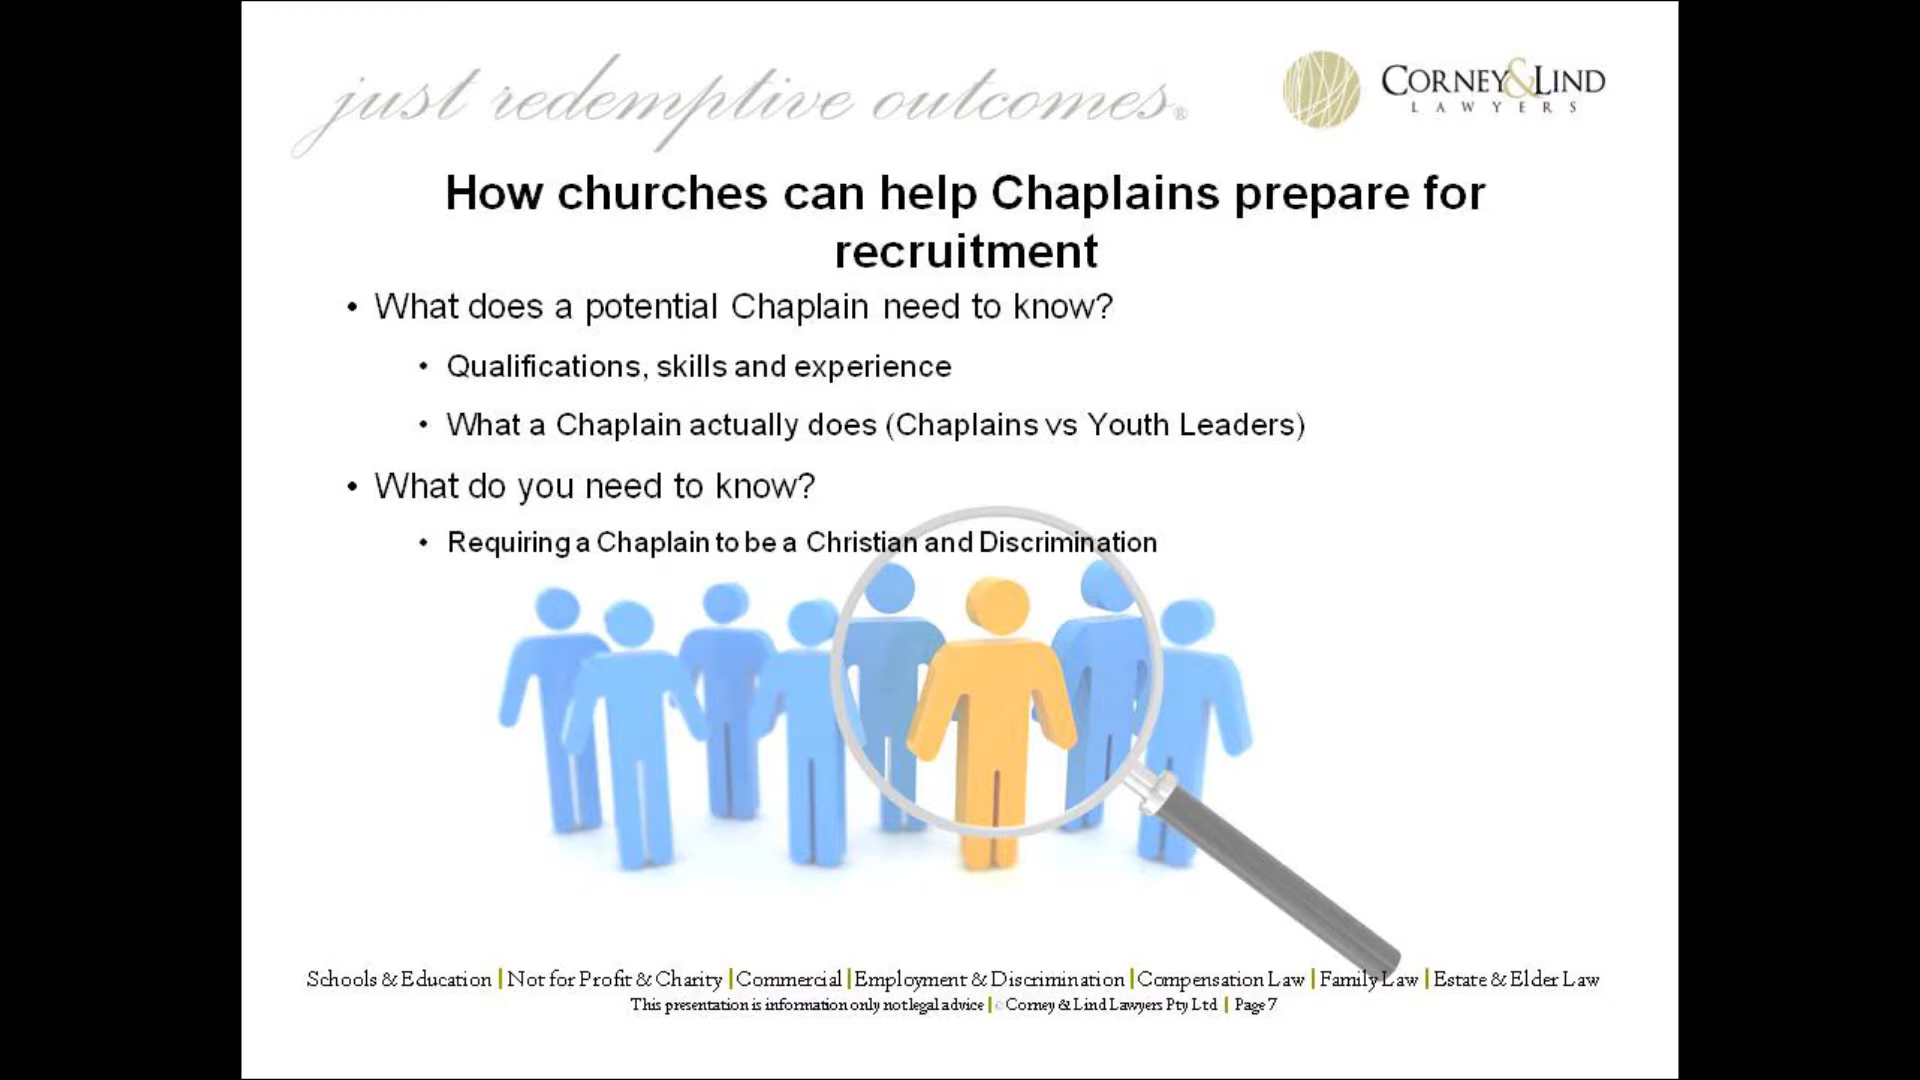 just redemptive outcomes®
CORNEY&LIND
LAWYERS
How churches can help Chaplains prepare for
recruitment
• What does a potential Chaplain need to know?
• Qualifications, skills and experience
• What a Chaplain actually does (Chaplains vs Youth Leaders)
• What do you need to know?
• Requiring a Chaplain to be a Christian and Discrimination
Schools & Education | Not for Profit & Charity | Commercial | Employment & Discrimination | Compensation Law | Family Law | Estate & Elder Law
This presentation is information only not legal advice | © Corney & Lind Lawyers Pty Ltd | Page 7